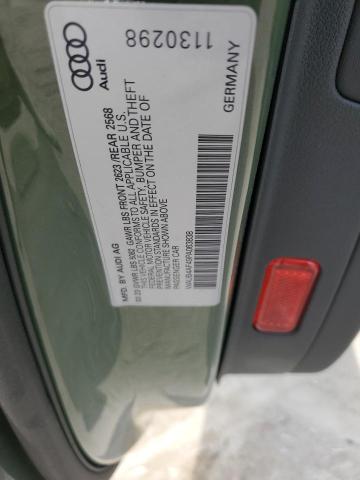 Audi
1130298
GERMANY
MFD. BY AUDI AG
GVWR LBS 5082 GAWR LBS FRONT 2623 /REAR 2568
THIS VEHICLE CONFORMS TO ALL APPLICABLE U.S.
FEDERAL MOTOR VEHICLE SAFETY, BUMPER AND THEFT
PREVENTION STANDARDS IN EFFECT ON THE DATE OF
MANUFACTURE SHOWN ABOVE
PASSENGER CAR